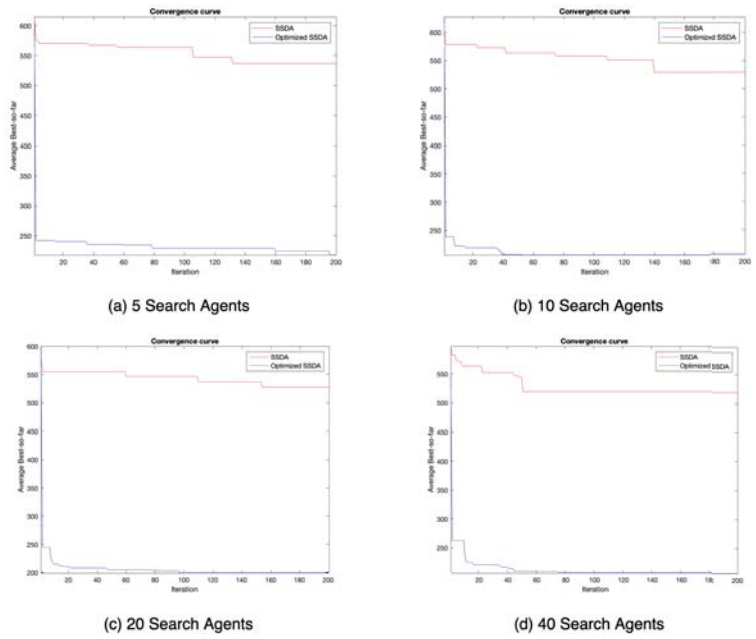 Convergence curve
SSDA
Optimized SSDA
Average Best-so-far
600
550
500
450
400
350
300
250
20 40 60 80 100 120 140 160 180 200
Iteration
(a) 5 Search Agents
Convergence curve
SSDA
Optimized SSDA
Average Best-so-far
600
550
500
450
400
350
300
250
20 40 60 80 100 120 140 160 180 200
Iteration
(b) 10 Search Agents
Convergence curve
SSDA
Optimized SSDA
Average Best-so-far
550
500
450
400
350
300
250
200
20 40 60 80 100 120 140 160 180 200
Iteration
(c) 20 Search Agents
Convergence curve
SSDA
Optimized SSDA
Average Best-so-far
550
500
450
400
350
300
250
20 40 60 80 100 120 140 160 180 200
Iteration
(d) 40 Search Agents